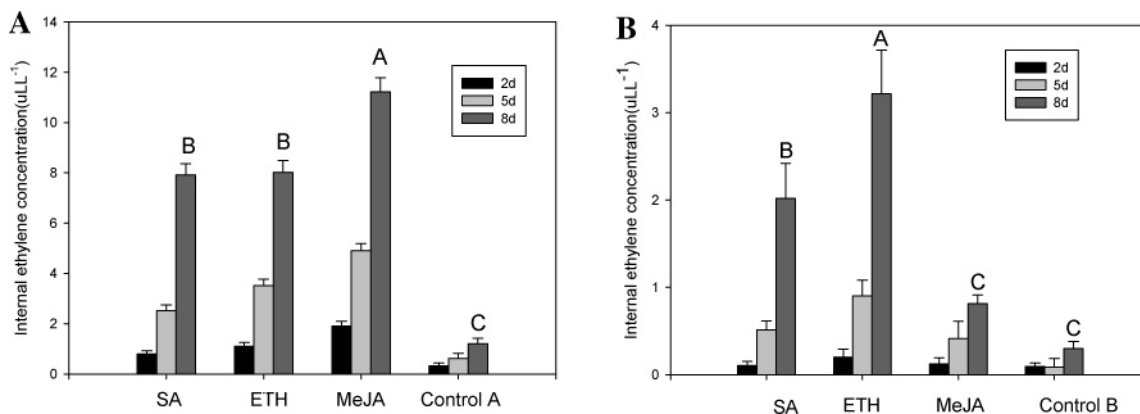 A
Internal ethylene concentration(uLL⁻¹)
14
12
10
8
6
4
2
0
2d
5d
8d
B
B
A
C
SA ETH MeJA Control A
B
Internal ethylene concentration(uLL⁻¹)
4
3
2
1
0
2d
5d
8d
B
A
C
C
SA ETH MeJA Control B